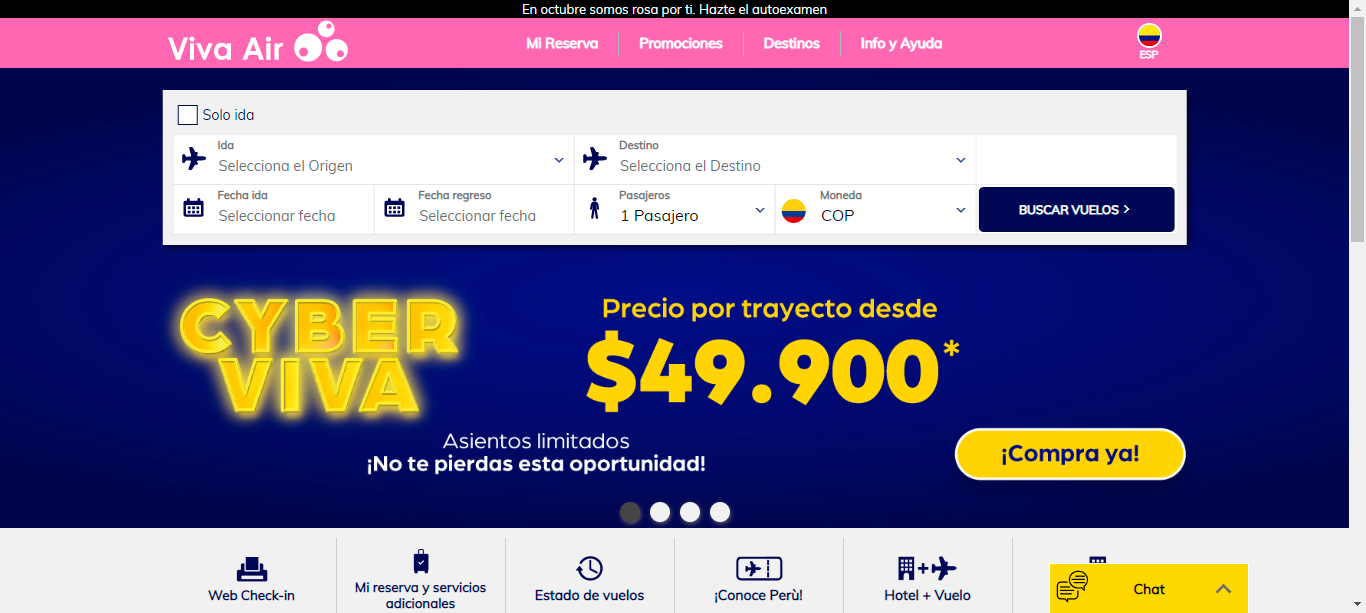 En octubre somos rosa por ti. Hazte el autoexamen
Viva Air
Mi Reserva
Promociones
Destinos
Info y Ayuda
ESP
Solo ida
Ida
Selecciona el Origen
Destino
Selecciona el Destino
Fecha ida
Seleccionar fecha
Fecha regreso
Seleccionar fecha
Pasajeros
1 Pasajero
Moneda
COP
BUSCAR VUELOS >
CYBER
VIVA
Precio por trayecto desde
$49.900*
Asientos limitados
¡No te pierdas esta oportunidad!
¡Compra ya!
Web Check-in
Mi reserva y servicios
adicionales
Estado de vuelos
¡Conoce Perù!
Hotel + Vuelo
Chat